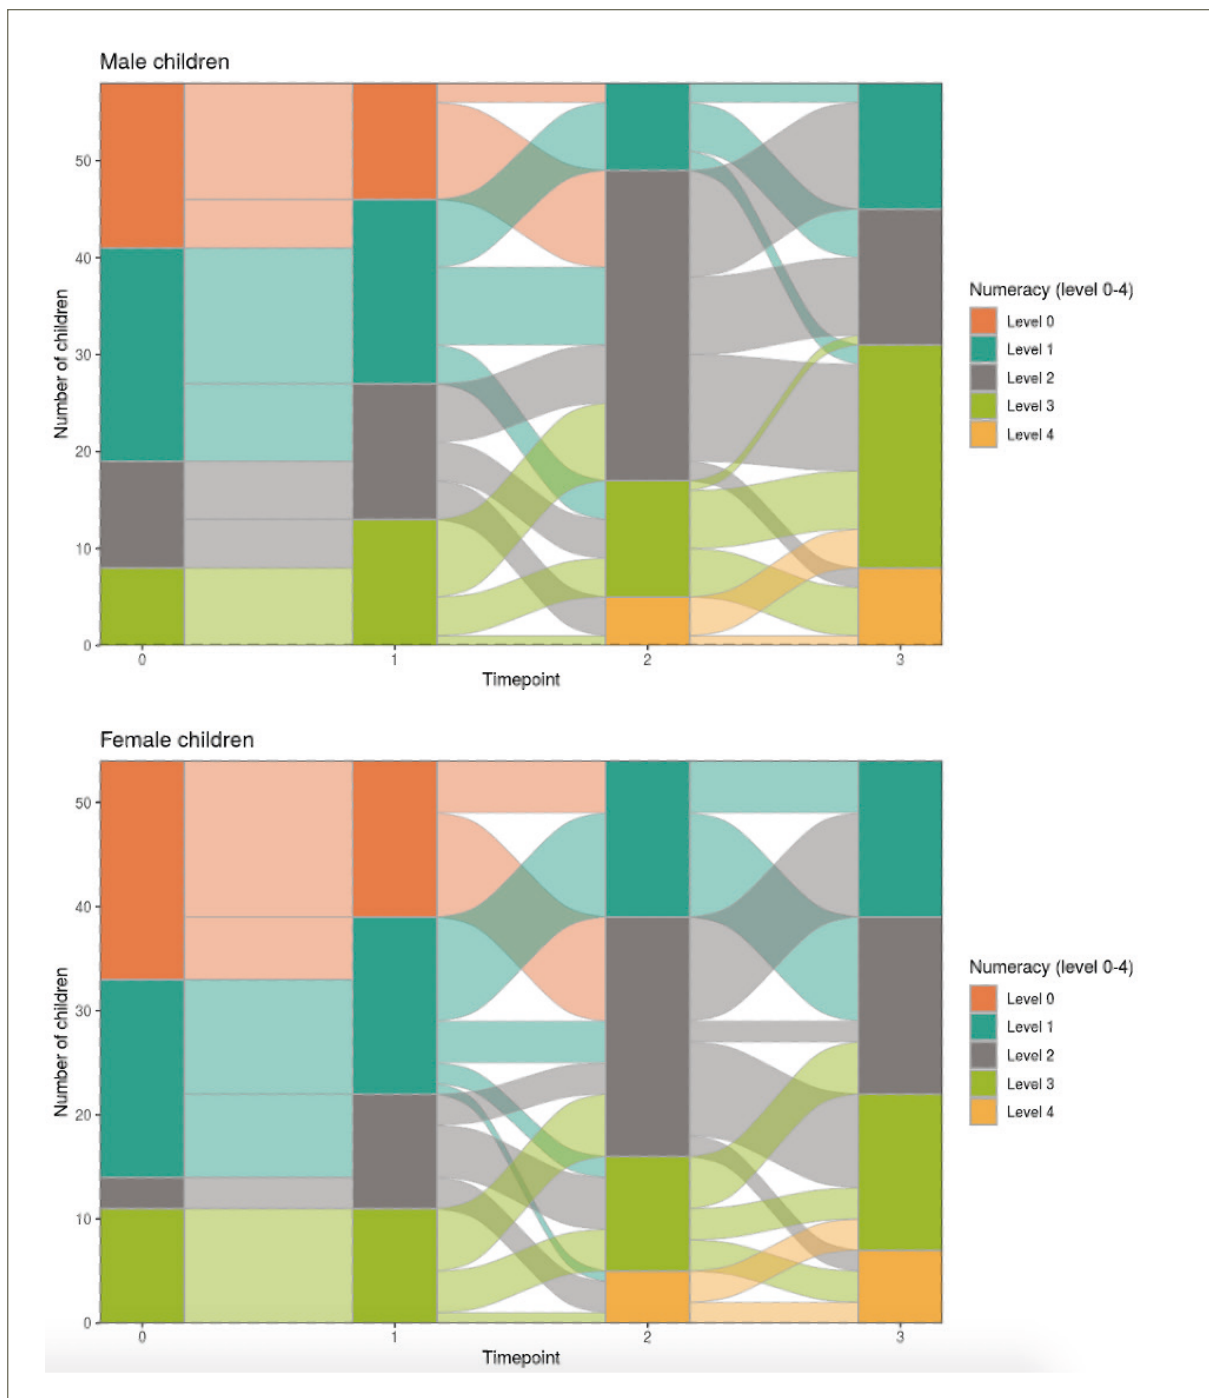 Male children
50
40
30
20
10
0
Number of children
0 1 2 3
Timepoint
Numeracy (level 0-4)
Level 0
Level 1
Level 2
Level 3
Level 4
Female children
50
40
30
20
10
0
Number of children
0 1 2 3
Timepoint
Numeracy (level 0-4)
Level 0
Level 1
Level 2
Level 3
Level 4